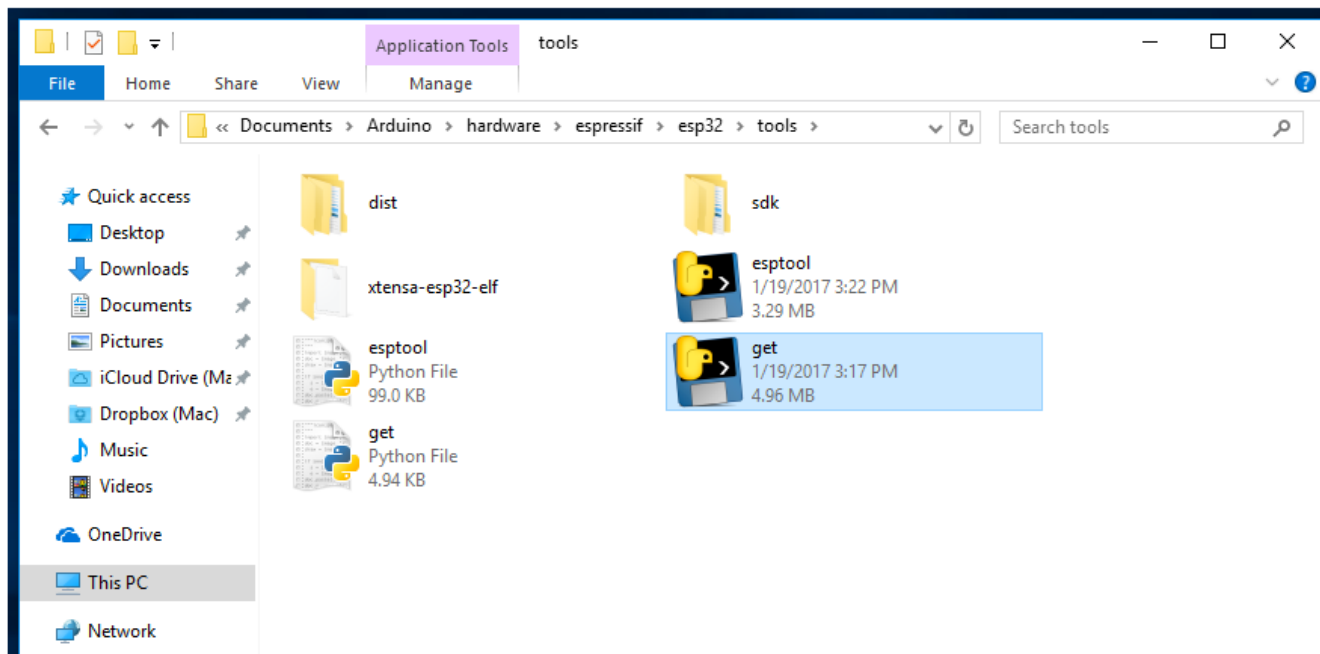 Application Tools tools
File Home Share View Manage
« Documents › Arduino › hardware › espressif › esp32 › tools › Search tools
Quick access
Desktop
Downloads
Documents
Pictures
iCloud Drive (Ma
Dropbox (Mac)
Music
Videos
OneDrive
This PC
Network
dist
sdk
xtensa-esp32-elf
esptool
1/19/2017 3:22 PM
3.29 MB
esptool
Python File
99.0 KB
get
1/19/2017 3:17 PM
4.96 MB
get
Python File
4.94 KB